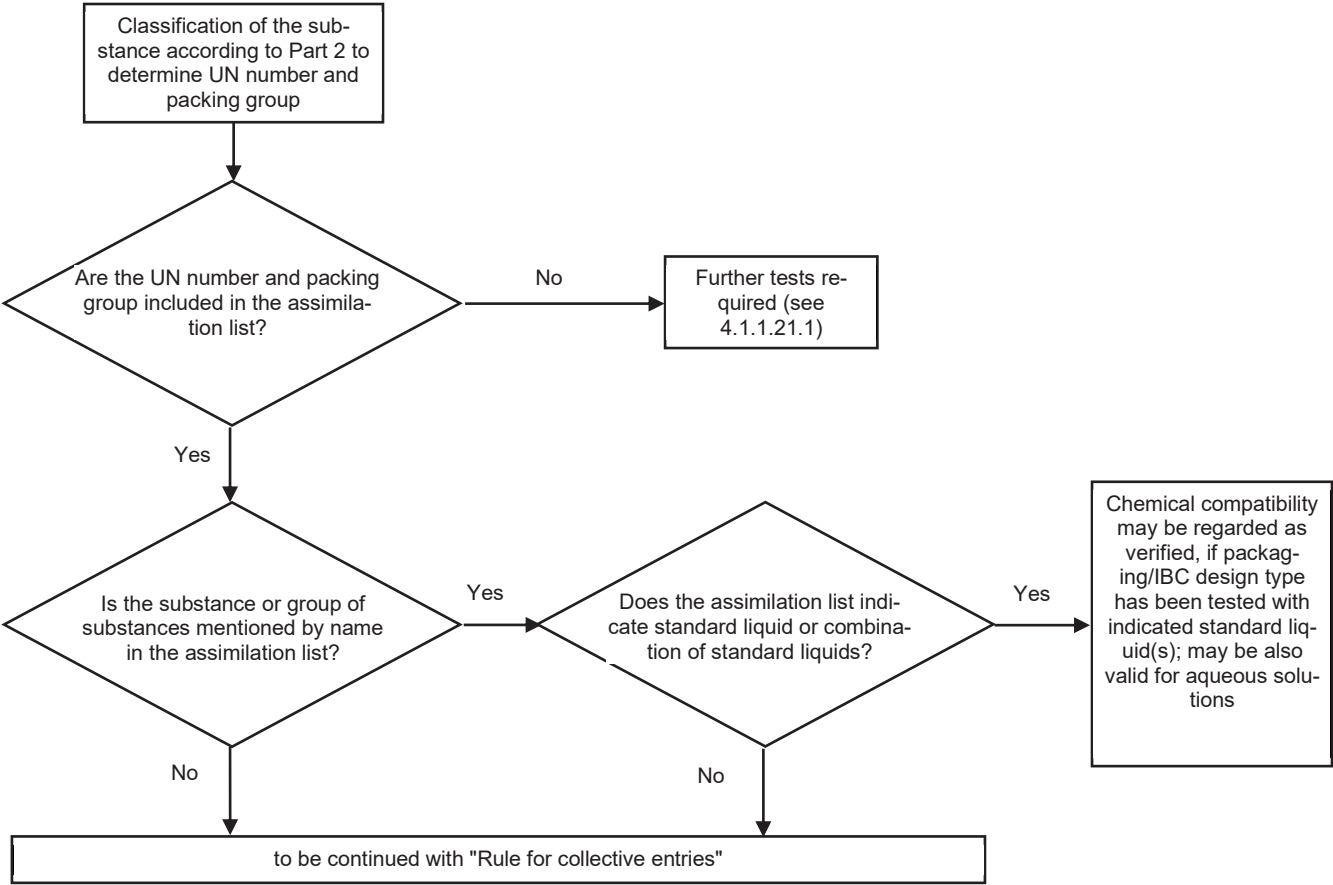 Classification of the sub-
stance according to Part 2 to
determine UN number and
packing group
Are the UN number and packing
group included in the assimila-
tion list?
No
Further tests re-
quired (see
4.1.1.21.1)
Yes
Is the substance or group of
substances mentioned by name
in the assimilation list?
Yes
Does the assimilation list indi-
cate standard liquid or combina-
tion of standard liquids?
Yes
Chemical compatibility
may be regarded as
verified, if packag-
ing/IBC design type
has been tested with
indicated standard liq-
uid(s); may be also
valid for aqueous solu-
tions
No
No
to be continued with "Rule for collective entries"